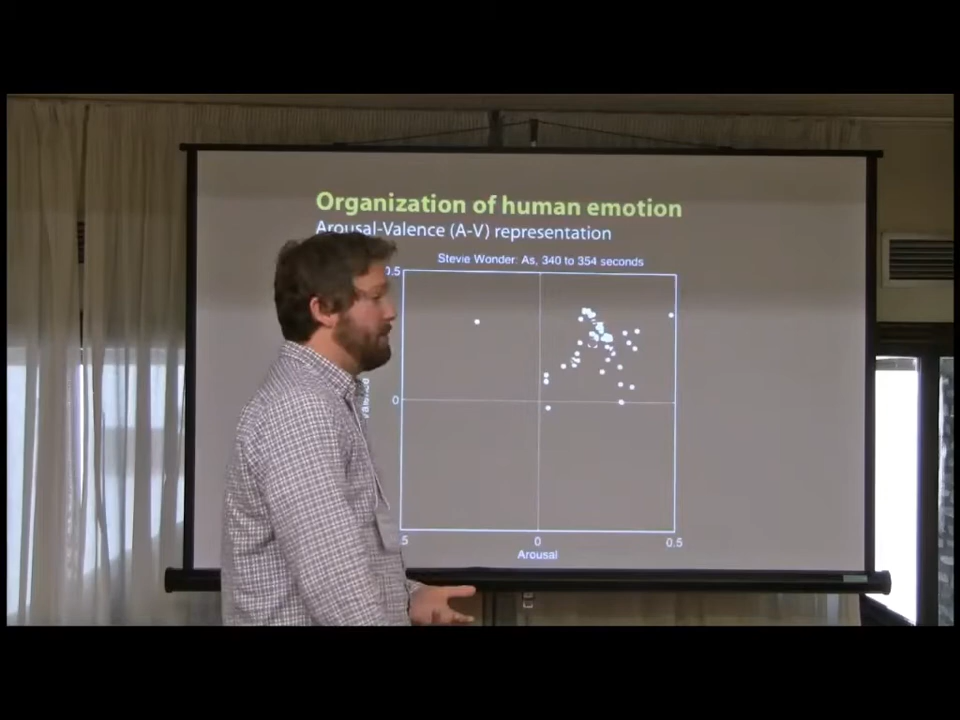 Organization of human emotion
Arousal-Valence (A-V) representation
Stevie Wonder: As, 340 to 354 seconds
0.5
0
.5
0
0.5
Arousal